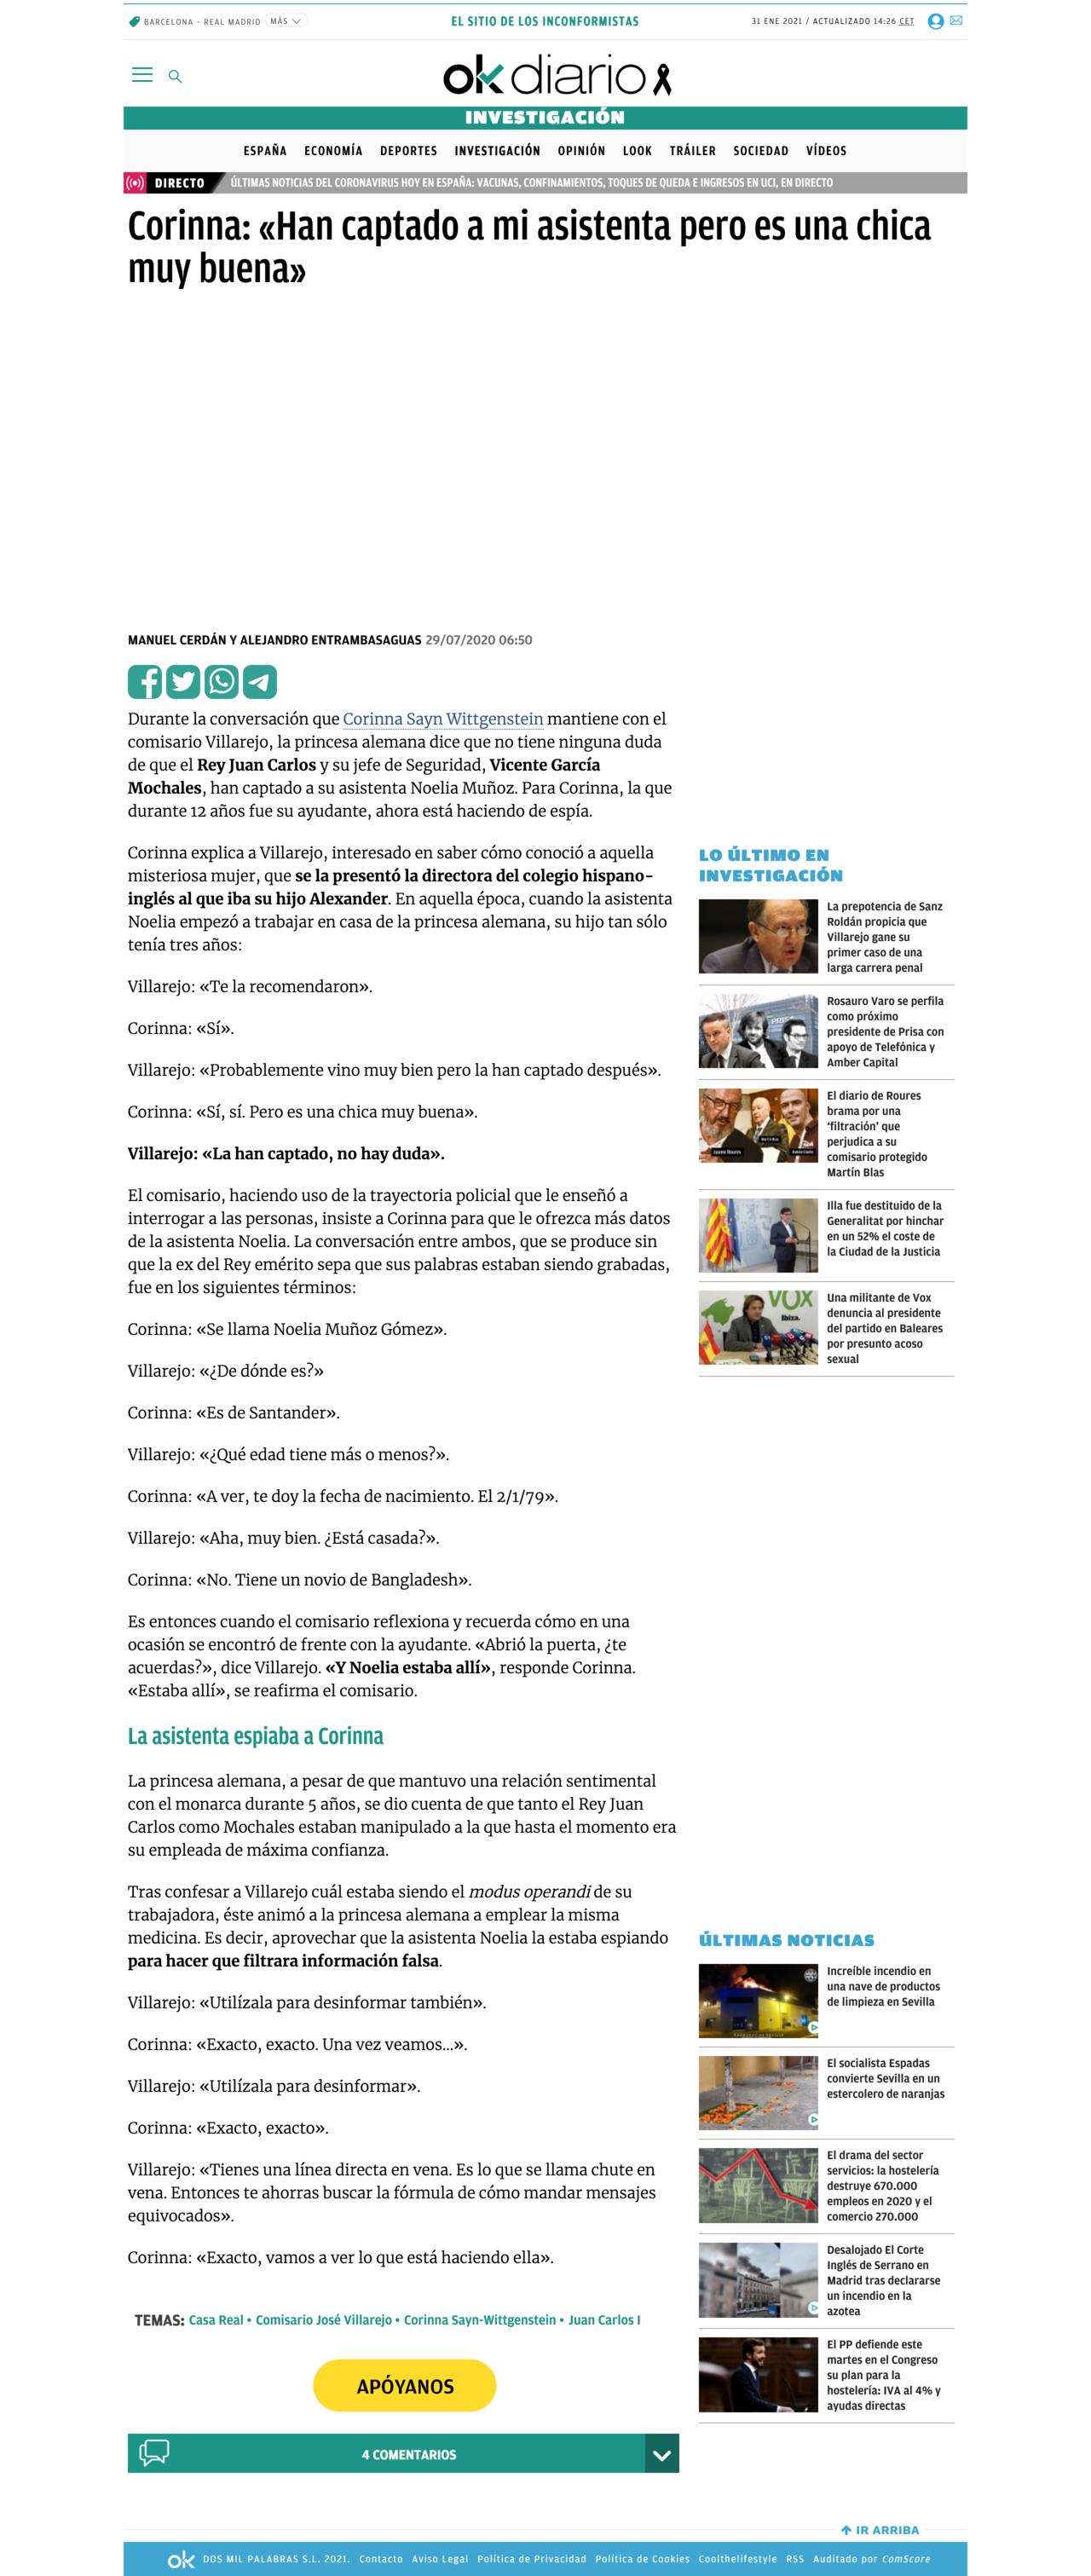 BARCELONA - REAL MADRID
MÁS
EL SITIO DE LOS INCONFORMISTAS
31 ENE 2021 / ACTUALIZADO 14:26 CET
okdiario
INVESTIGACIÓN
ESPAÑA ECONOMÍA DEPORTES INVESTIGACIÓN OPINIÓN LOOK TRÁILER SOCIEDAD VÍDEOS
DIRECTO ÚLTIMAS NOTICIAS DEL CORONAVIRUS HOY EN ESPAÑA: VACUNAS, CONFINAMIENTOS, TOQUES DE QUEDA E INGRESOS EN UCI, EN DIRECTO
Corinna: «Han captado a mi asistenta pero es una chica
muy buena»
MANUEL CERDÁN Y ALEJANDRO ENTRAMBASAGUAS 29/07/2020 06:50
Durante la conversación que Corinna Sayn Wittgenstein mantiene con el
comisario Villarejo, la princesa alemana dice que no tiene ninguna duda
de que el Rey Juan Carlos y su jefe de Seguridad, Vicente García
Mochales, han captado a su asistenta Noelia Muñoz. Para Corinna, la que
durante 12 años fue su ayudante, ahora está haciendo de espía.
Corinna explica a Villarejo, interesado en saber cómo conoció a aquella
misteriosa mujer, que se la presentó la directora del colegio hispano-
inglés al que iba su hijo Alexander. En aquella época, cuando la asistenta
Noelia empezó a trabajar en casa de la princesa alemana, su hijo tan sólo
tenía tres años:
Villarejo: «Te la recomendaron».
Corinna: «Sí».
Villarejo: «Probablemente vino muy bien pero la han captado después».
Corinna: «Sí, sí. Pero es una chica muy buena».
Villarejo: «La han captado, no hay duda».
El comisario, haciendo uso de la trayectoria policial que le enseñó a
interrogar a las personas, insiste a Corinna para que le ofrezca más datos
de la asistenta Noelia. La conversación entre ambos, que se produce sin
que la ex del Rey emérito sepa que sus palabras estaban siendo grabadas,
fue en los siguientes términos:
Corinna: «Se llama Noelia Muñoz Gómez».
Villarejo: «¿De dónde es?»
Corinna: «Es de Santander».
Villarejo: «¿Qué edad tiene más o menos?».
Corinna: «A ver, te doy la fecha de nacimiento. El 2/1/79».
Villarejo: «Aha, muy bien. ¿Está casada?».
Corinna: «No. Tiene un novio de Bangladesh».
Es entonces cuando el comisario reflexiona y recuerda cómo en una
ocasión se encontró de frente con la ayudante. «Abrió la puerta, ¿te
acuerdas?», dice Villarejo. «Y Noelia estaba allí», responde Corinna.
«Estaba allí», se reafirma el comisario.
La asistenta espiaba a Corinna
La princesa alemana, a pesar de que mantuvo una relación sentimental
con el monarca durante 5 años, se dio cuenta de que tanto el Rey Juan
Carlos como Mochales estaban manipulado a la que hasta el momento era
su empleada de máxima confianza.
Tras confesar a Villarejo cuál estaba siendo el modus operandi de su
trabajadora, éste animó a la princesa alemana a emplear la misma
medicina. Es decir, aprovechar que la asistenta Noelia la estaba espiando
para hacer que filtrara información falsa.
Villarejo: «Utilízala para desinformar también».
Corinna: «Exacto, exacto. Una vez veamos...».
Villarejo: «Utilízala para desinformar».
Corinna: «Exacto, exacto».
Villarejo: «Tienes una línea directa en vena. Es lo que se llama chute en
vena. Entonces te ahorras buscar la fórmula de cómo mandar mensajes
equivocados».
Corinna: «Exacto, vamos a ver lo que está haciendo ella».
TEMAS: Casa Real • Comisario José Villarejo • Corinna Sayn-Wittgenstein • Juan Carlos I
APÓYANOS
4 COMENTARIOS
LO ÚLTIMO EN
INVESTIGACIÓN
La prepotencia de Sanz
Roldán propicia que
Villarejo gane su
primer caso de una
larga carrera penal
Rosauro Varo se perfila
como próximo
presidente de Prisa con
apoyo de Telefónica y
Amber Capital
El diario de Roures
brama por una
‘filtración’ que
perjudica a su
comisario protegido
Martín Blas
Illa fue destituido de la
Generalitat por hinchar
en un 52% el coste de
la Ciudad de la Justicia
VOX
Ibiza.
Una militante de Vox
denuncia al presidente
del partido en Baleares
por presunto acoso
sexual
ÚLTIMAS NOTICIAS
Increíble incendio en
una nave de productos
de limpieza en Sevilla
El socialista Espadas
convierte Sevilla en un
estercolero de naranjas
El drama del sector
servicios: la hostelería
destruye 670.000
empleos en 2020 y el
comercio 270.000
Desalojado El Corte
Inglés de Serrano en
Madrid tras declararse
un incendio en la
azotea
El PP defiende este
martes en el Congreso
su plan para la
hostelería: IVA al 4% y
ayudas directas
IR ARRIBA
ok DOS MIL PALABRAS S.L. 2021. Contacto Aviso Legal Política de Privacidad Política de Cookies Coolthelifestyle RSS Auditado por ComScore